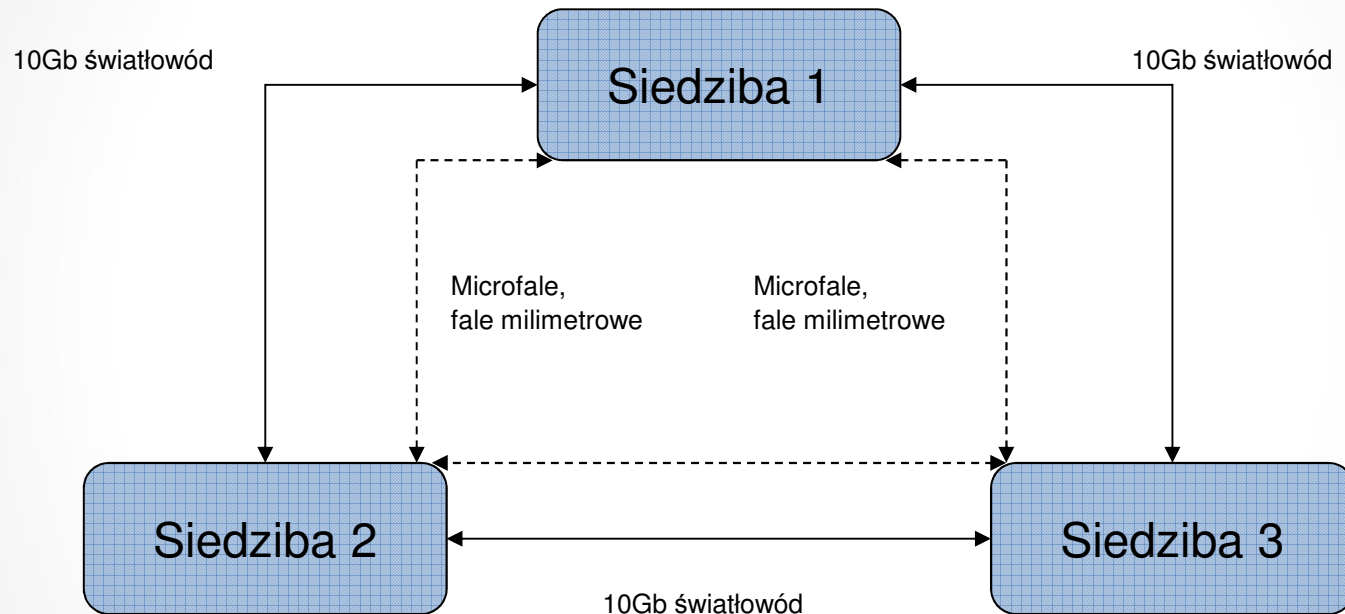 10Gb światłowód
10Gb światłowód
Siedziba 1
Microfale,
fale milimetrowe
Microfale,
fale milimetrowe
Siedziba 2
Siedziba 3
10Gb światłowód